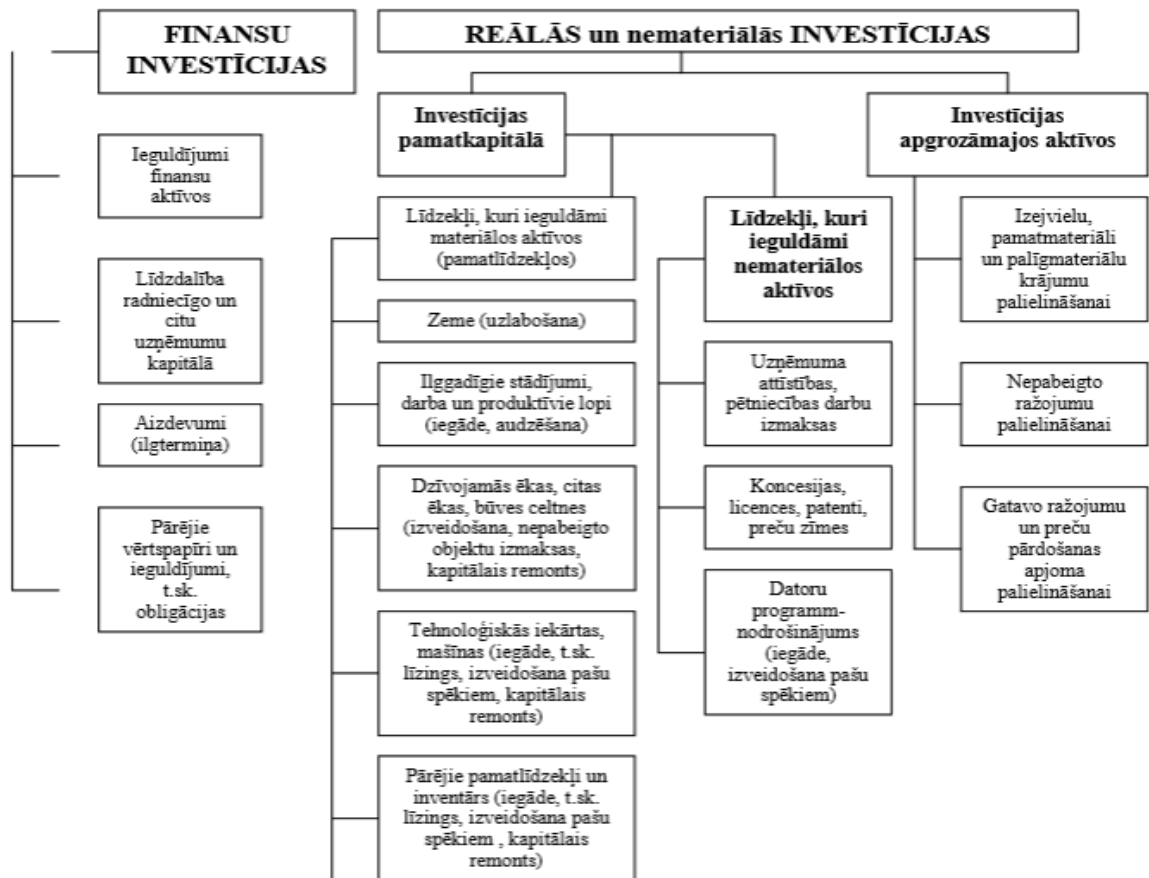 FINANSU
INVESTĪCIJAS
Ieguldījumi
finansu
aktīvos
Līdzdalība
radniecīgo un
citu
uzņēmumu
kapitālā
Aizdevumi
(ilgtermiņa)
Pārējie
vērtspapīri un
ieguldījumi,
t.sk.
obligācijas
REĀLĀS un nemateriālās INVESTĪCIJAS
Investīcijas
pamatkapitālā
Līdzekļi, kuri ieguldāmi
materiālos aktīvos
(pamatlīdzekļos)
Zeme (uzlabošana)
Ilggadīgie stādījumi,
darba un produktīvie lopi
(iegāde, audzēšana)
Dzīvojamās ēkas, citas
ēkas, būves celtnes
(izveidošana, nepabeigto
objektu izmaksas,
kapitālais remonts)
Tehnoloģiskās iekārtas,
mašīnas (iegāde, t.sk.
līzings, izveidošana pašu
spēkiem, kapitālais
remonts)
Pārējie pamatlīdzekļi un
inventārs (iegāde, t.sk.
līzings, izveidošana pašu
spēkiem , kapitālais
remonts)
Līdzekļi, kuri
ieguldāmi
nemateriālos
aktīvos
Uzņēmuma
attīstības,
pētniecības darbu
izmaksas
Koncesijas,
licences, patenti,
preču zīmes
Datoru
programm-
nodrošinājums
(iegāde,
izveidošana pašu
spēkiem)
Investīcijas
apgrozāmajos aktīvos
Izejvielu,
pamatmateriāli
un palīgmateriālu
krājumu
palielināšanai
Nepabeigto
ražojumu
palielināšanai
Gatavo ražojumu
un preču
pārdošanas
apjoma
palielināšanai